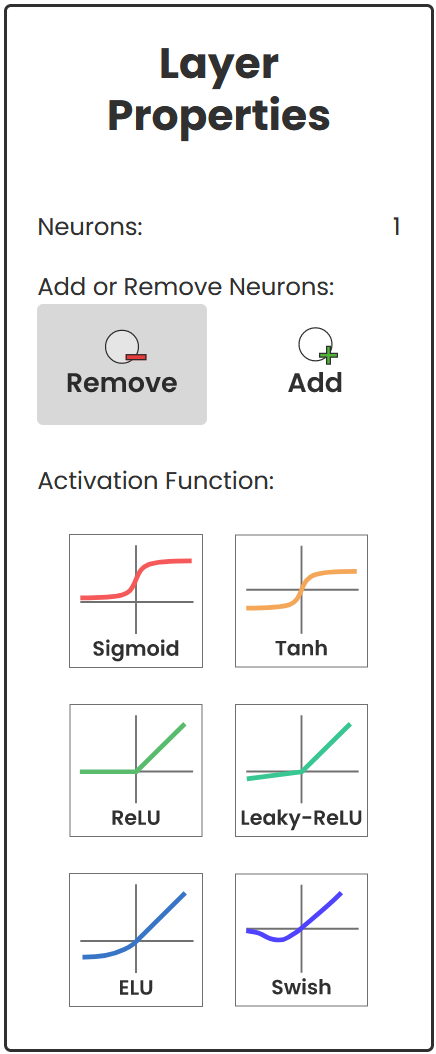 Layer
Properties
Neurons: 1
Add or Remove Neurons:
Remove Add
Activation Function:
Sigmoid Tanh
ReLU Leaky-ReLU
ELU Swish